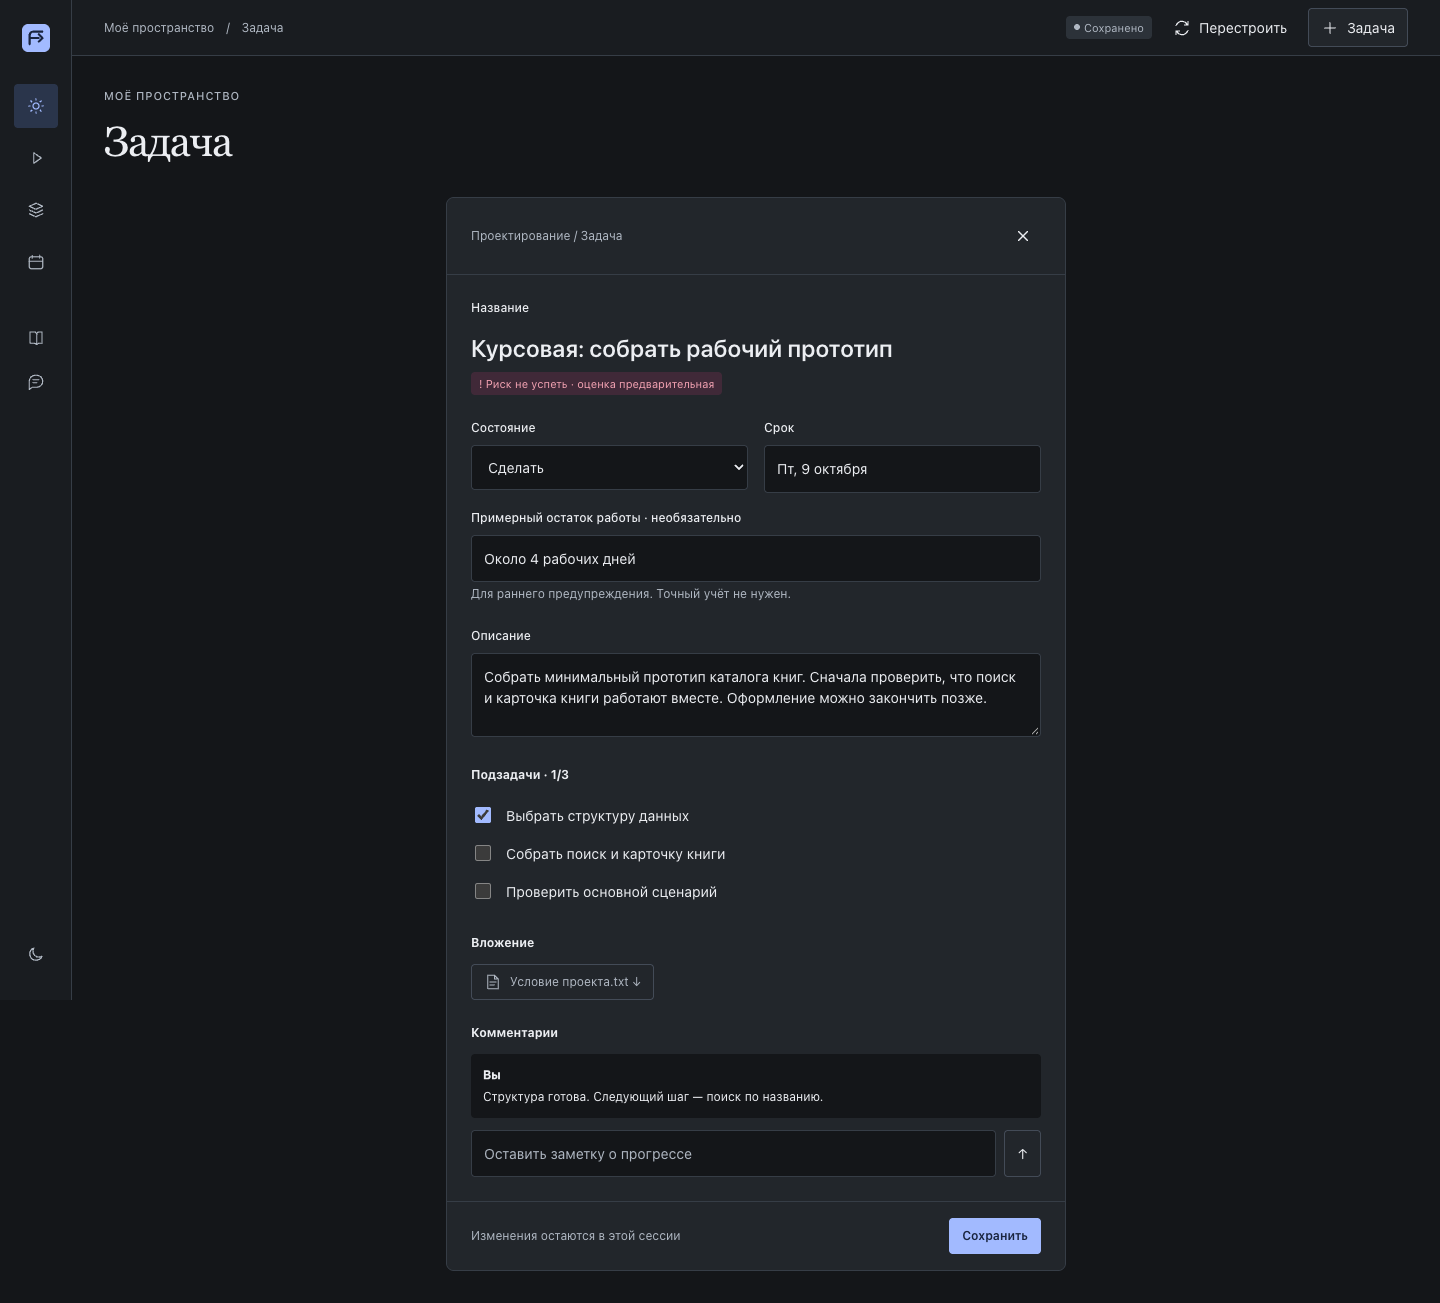 Моё пространство / Задача
Сохранено
Перестроить
Задача
МОЁ ПРОСТРАНСТВО
Задача
Проектирование / Задача
Название
Курсовая: собрать рабочий прототип
! Риск не успеть · оценка предварительная
Состояние
Срок
Сделать
Пт, 9 октября
Примерный остаток работы · необязательно
Около 4 рабочих дней
Для раннего предупреждения. Точный учёт не нужен.
Описание
Собрать минимальный прототип каталога книг. Сначала проверить, что поиск
и карточка книги работают вместе. Оформление можно закончить позже.
Подзадачи · 1/3
Выбрать структуру данных
Собрать поиск и карточку книги
Проверить основной сценарий
Вложение
Условие проекта.txt ↓
Комментарии
Вы
Структура готова. Следующий шаг — поиск по названию.
Оставить заметку о прогрессе
↑
Изменения остаются в этой сессии
Сохранить